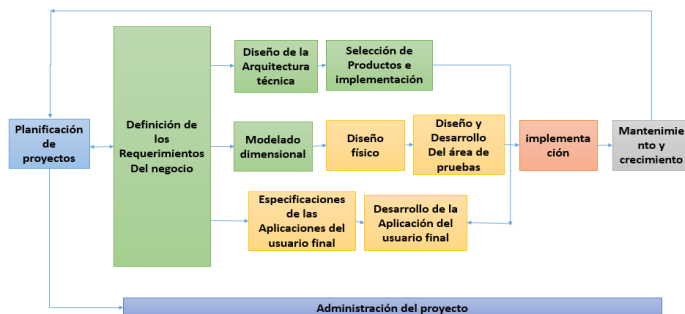 Diseño de la
Arquitectura
técnica
Selección de
Productos e
implementación
Planificación
de
proyectos
Definición de
los
Requerimientos
Del negocio
Modelado
dimensional
Diseño
físico
Diseño y
Desarrollo
Del área de
pruebas
implementa
ción
Mantenimie
nto y
crecimiento
Especificaciones
de las
Aplicaciones del
usuario final
Desarrollo de la
Aplicación del
usuario final
Administración del proyecto